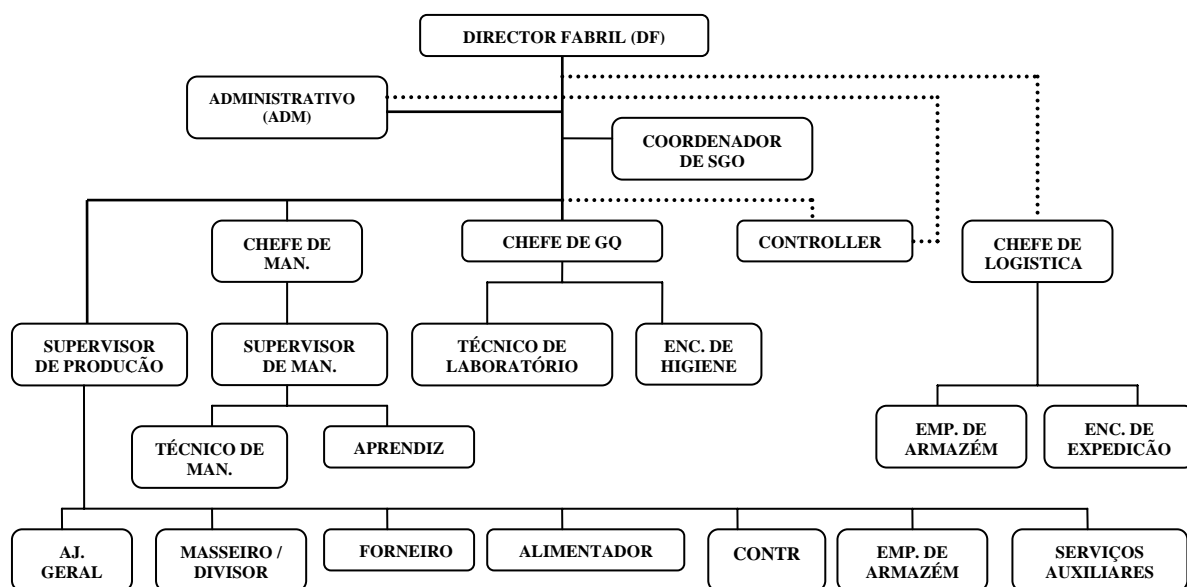 DIRECTOR FABRIL (DF)
ADMINISTRATIVO
(ADM)
COORDENADOR
DE SGO
CHEFE DE
MAN.
CHEFE DE GQ
CONTROLLER
CHEFE DE
LOGISTICA
SUPERVISOR
DE PRODUCÃO
SUPERVISOR
DE MAN.
TÉCNICO DE
LABORATÓRIO
ENC. DE
HIGIENE
TÉCNICO DE
MAN.
APRENDIZ
EMP. DE
ARMAZÉM
ENC. DE
EXPEDICÃO
AJ.
GERAL
MASSEIRO /
DIVISOR
FORNEIRO
ALIMENTADOR
CONTR
EMP. DE
ARMAZÉM
SERVIÇOS
AUXILIARES